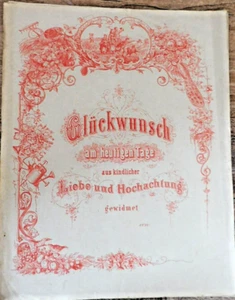 Glückwunsch
am heutigen Tage
aus kindlicher
Liebe und Hochachtung
gewidmet